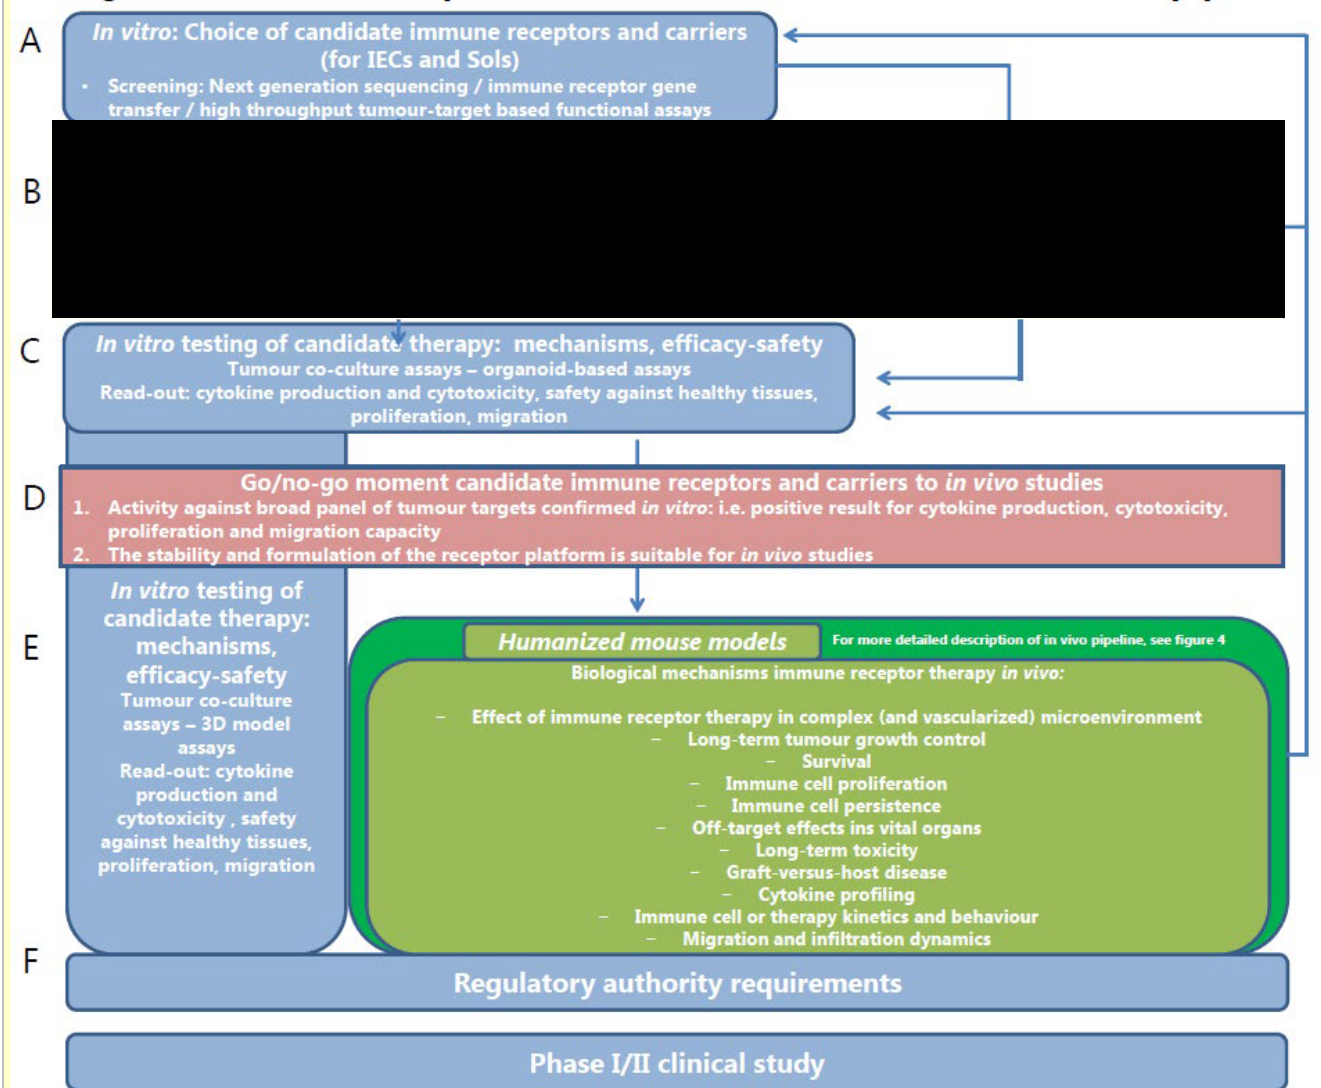 A
In vitro: Choice of candidate immune receptors and carriers
(for IECs and Sols)
• Screening: Next generation sequencing / immune receptor gene
transfer / high throughput tumour-target based functional assays
B
C
In vitro testing of candidate therapy: mechanisms, efficacy-safety
Tumour co-culture assays – organoid-based assays
Read-out: cytokine production and cytotoxicity, safety against healthy tissues,
proliferation, migration
D
Go/no-go moment candidate immune receptors and carriers to in vivo studies
1. Activity against broad panel of tumour targets confirmed in vitro: i.e. positive result for cytokine production, cytotoxicity,
proliferation and migration capacity
2. The stability and formulation of the receptor platform is suitable for in vivo studies
In vitro testing of
candidate therapy:
mechanisms,
efficacy-safety
Tumour co-culture
assays – 3D model
assays
Read-out: cytokine
production and
cytotoxicity , safety
against healthy tissues,
proliferation, migration
E
Humanized mouse models
For more detailed description of in vivo pipeline, see figure 4
Biological mechanisms immune receptor therapy in vivo:
– Effect of immune receptor therapy in complex (and vascularized) microenvironment
– Long-term tumour growth control
– Survival
– Immune cell proliferation
– Immune cell persistence
– Off-target effects ins vital organs
– Long-term toxicity
– Graft-versus-host disease
– Cytokine profiling
– Immune cell or therapy kinetics and behaviour
– Migration and infiltration dynamics
F
Regulatory authority requirements
Phase I/II clinical study